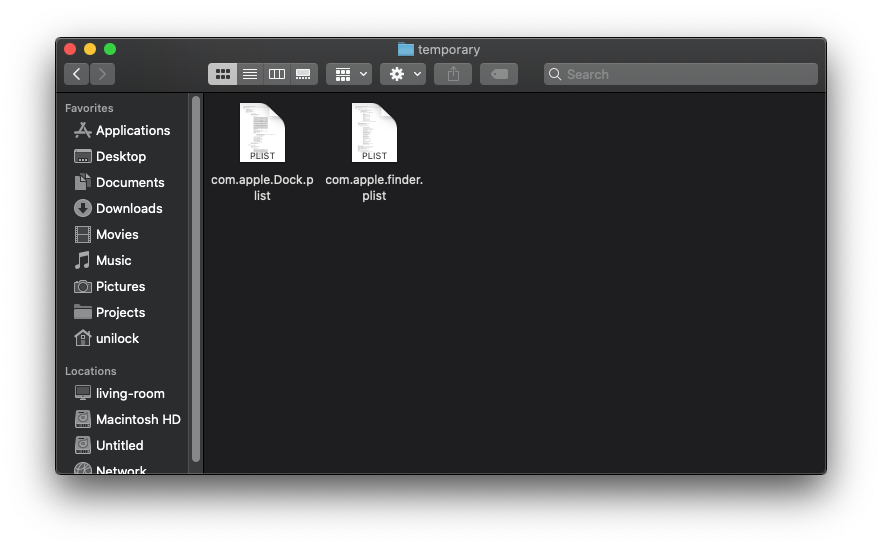 temporary
Search
Favorites
Applications
Desktop
Documents
Downloads
Movies
Music
Pictures
Projects
unilock
Locations
living-room
Macintosh HD
Untitled
Network
PLIST
com.apple.Dock.p
list
PLIST
com.apple.finder.
plist